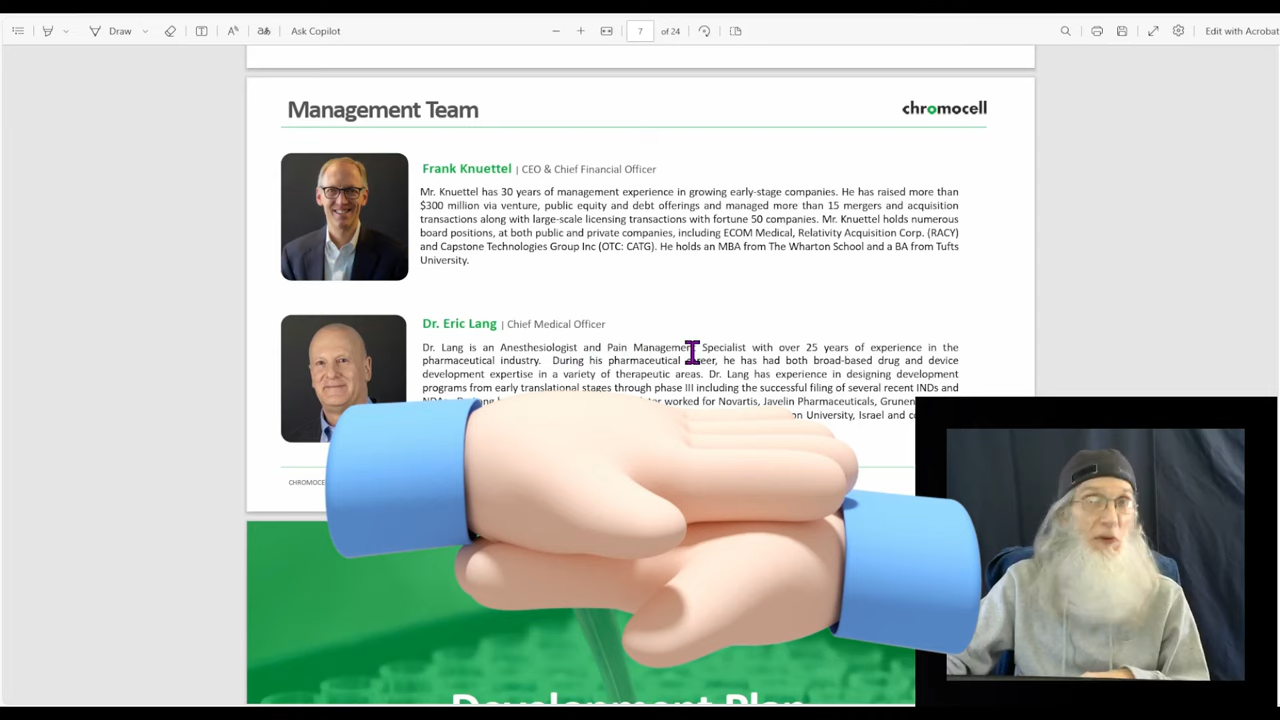 Draw
Ask Copilot
7 of 24
Edit with Acrobat
Management Team
chromocell
Frank Knuettel | CEO & Chief Financial Officer
Mr. Knuettel has 30 years of management experience in growing early-stage companies. He has raised more than
$300 million via venture, public equity and debt offerings and managed more than 15 mergers and acquisition
transactions along with large-scale licensing transactions with fortune 50 companies. Mr. Knuettel holds numerous
board positions, at both public and private companies, including ECOM Medical, Relativity Acquisition Corp. (RACY)
and Capstone Technologies Group Inc (OTC: CATG). He holds an MBA from The Wharton School and a BA from Tufts
University.
Dr. Eric Lang | Chief Medical Officer
Dr. Lang is an Anesthesiologist and Pain Management Specialist with over 25 years of experience in the
pharmaceutical industry. During his pharmaceutical career, he has had both broad-based drug and device
development expertise in a variety of therapeutic areas. Dr. Lang has experience in designing development
programs from early translational stages through phase III including the successful filing of several recent INDs and
worked for Novartis, Javelin Pharmaceuticals,
University, Israel and
Development Plan